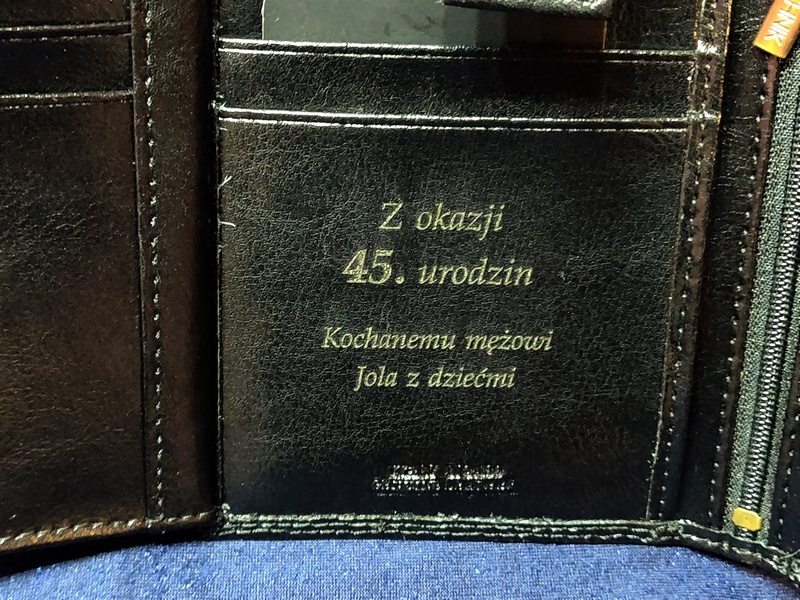 Z okazji
45. urodzin
Kochanemu mężowi
Jola z dziećmi